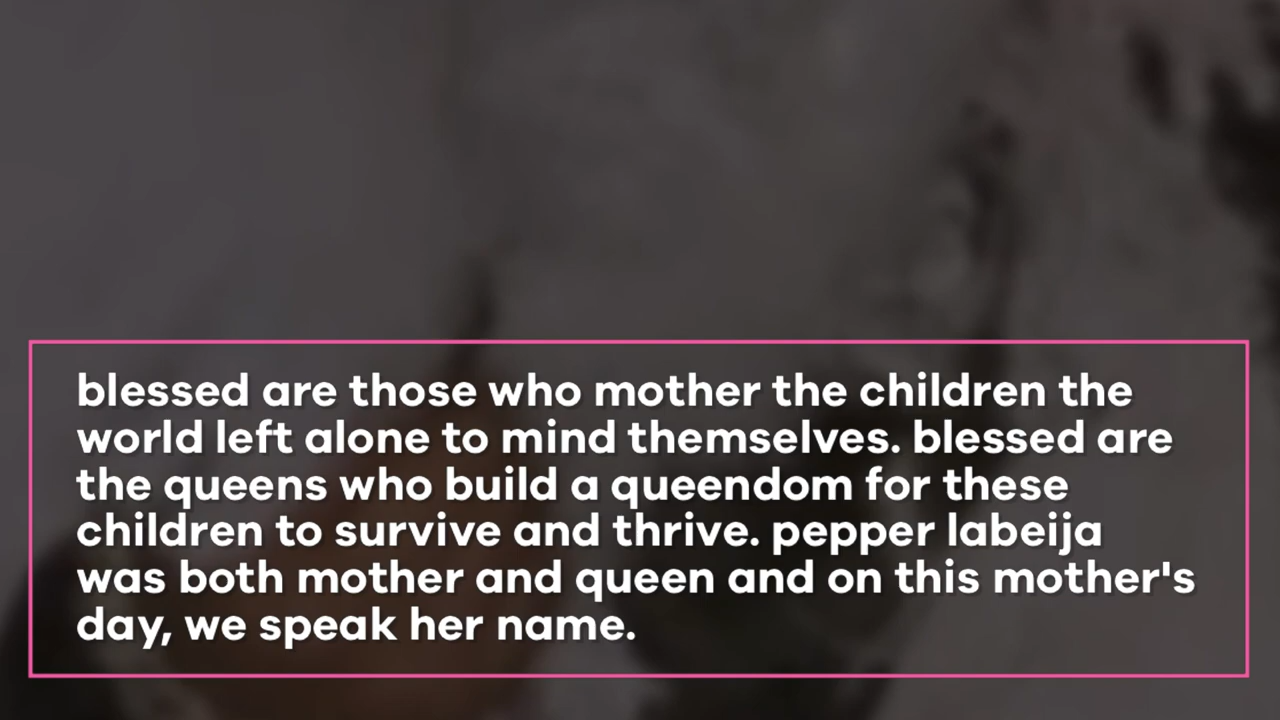 blessed are those who mother the children the
world left alone to mind themselves. blessed are
the queens who build a queendom for these
children to survive and thrive. pepper labeija
was both mother and queen and on this mother's
day, we speak her name.